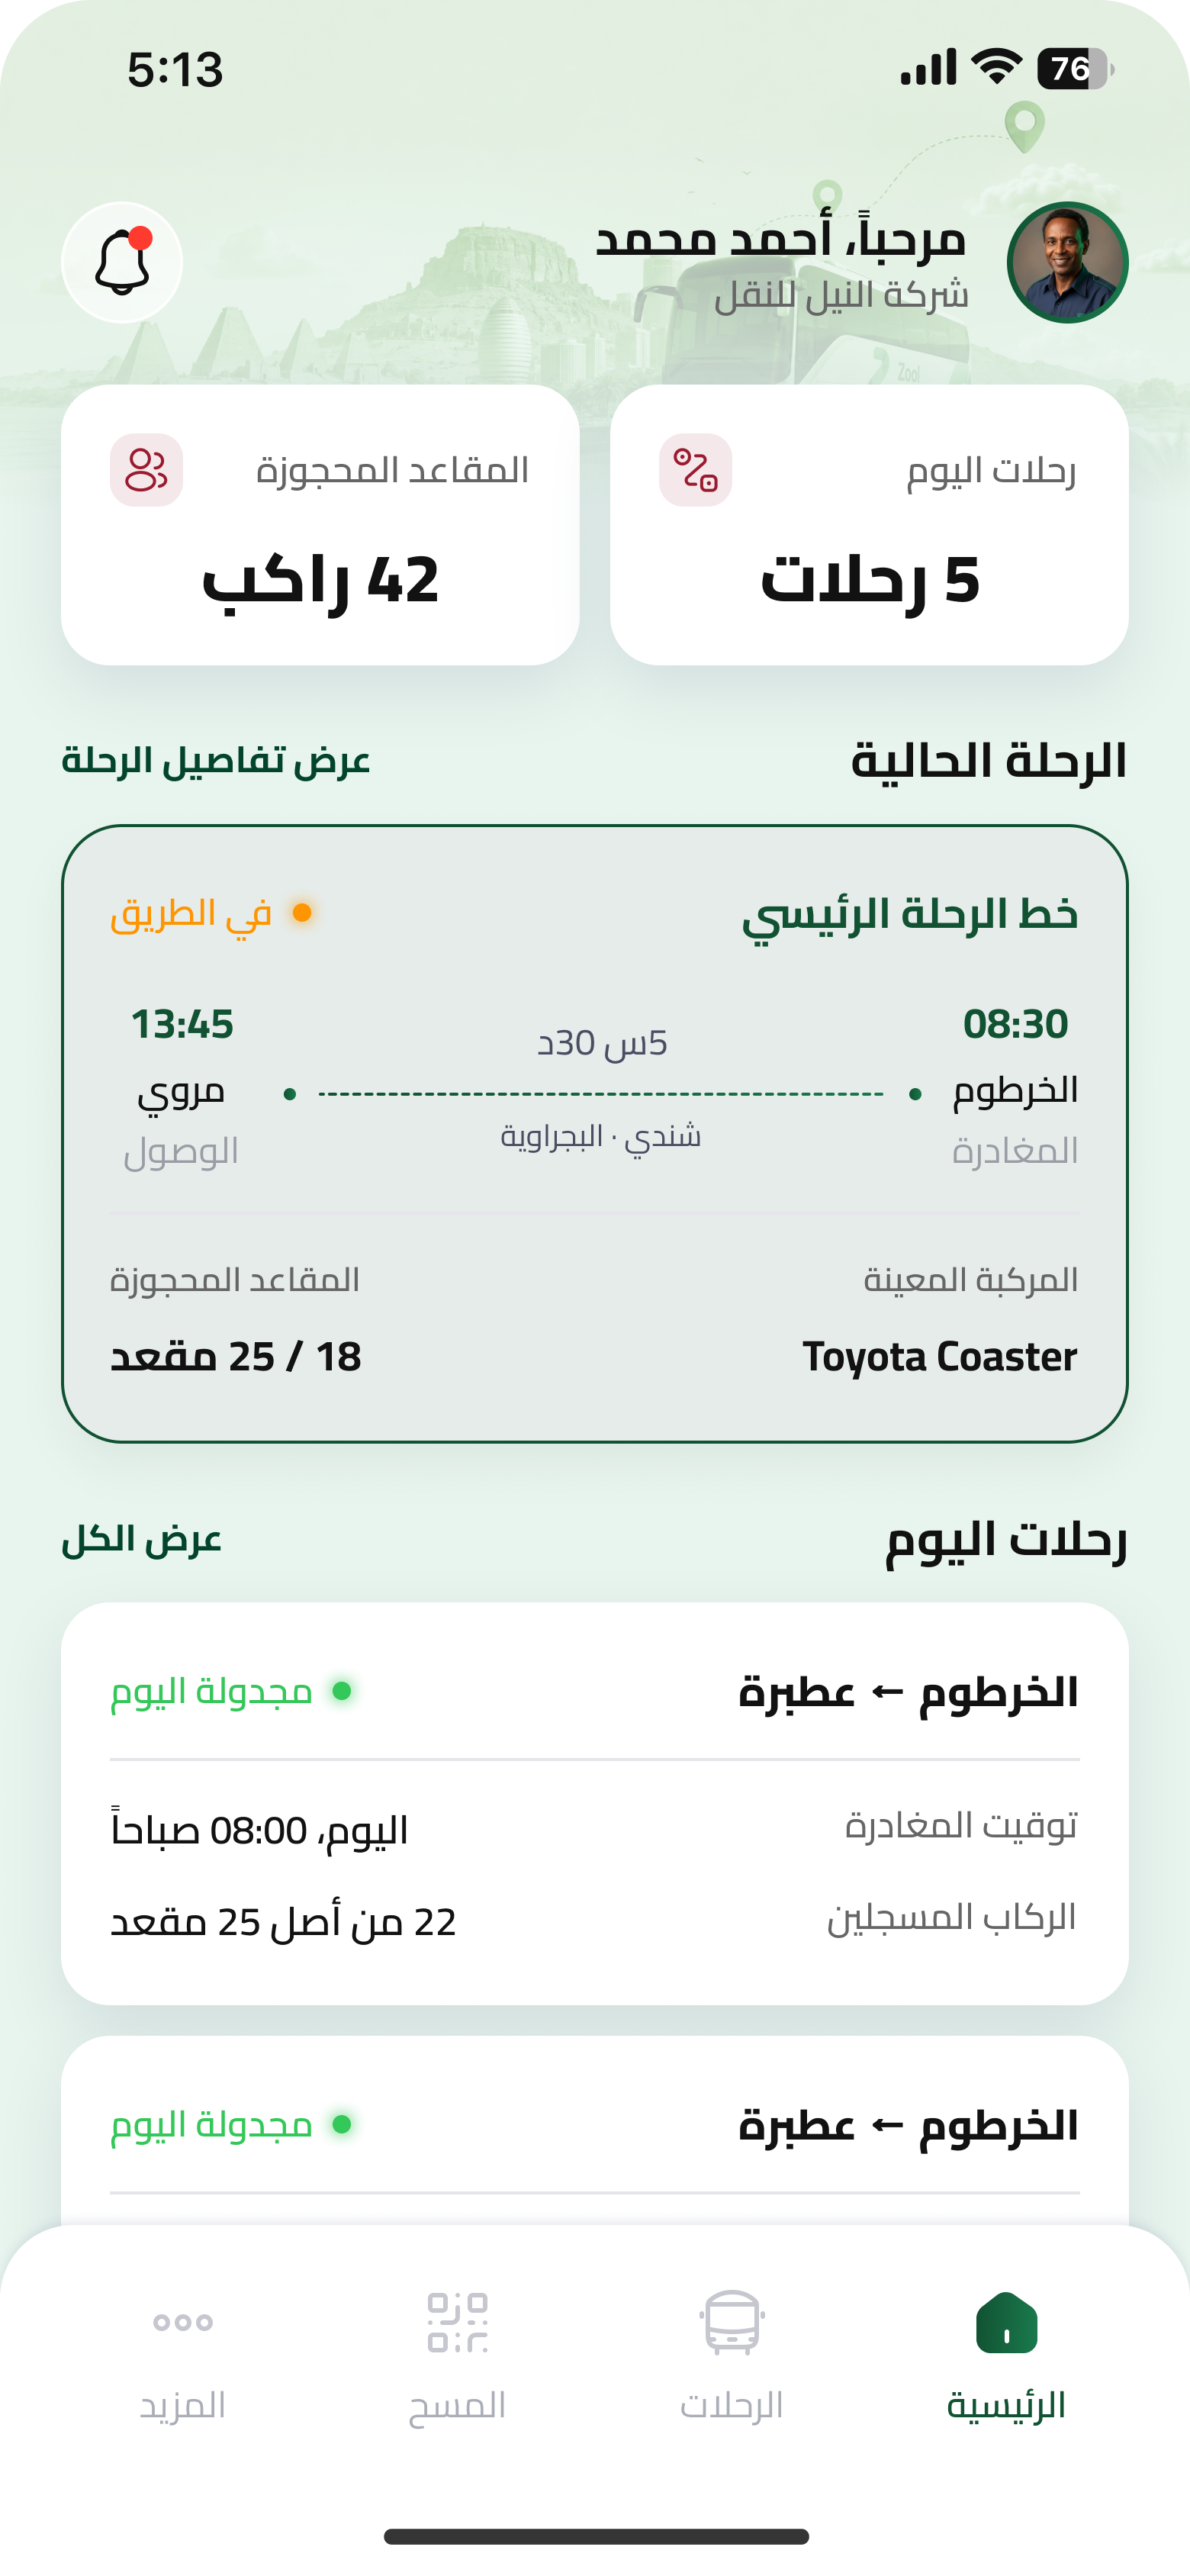 5:13
76
مرحباً، أحمد محمد
شركة النيل للنقل
Zool
رحلات اليوم
5 رحلات
المقاعد المحجوزة
42 راكب
الرحلة الحالية
عرض تفاصيل الرحلة
خط الرحلة الرئيسي
في الطريق
08:30
الخرطوم
المغادرة
5س 30د
شندي · البجراوية
13:45
مروي
الوصول
المركبة المعينة
المقاعد المحجوزة
Toyota Coaster
18 / 25 مقعد
رحلات اليوم
عرض الكل
الخرطوم ← عطبرة
مجدولة اليوم
توقيت المغادرة
اليوم، 08:00 صباحاً
الركاب المسجلين
22 من أصل 25 مقعد
الخرطوم ← عطبرة
مجدولة اليوم
الرئيسية
الرحلات
المسح
المزيد